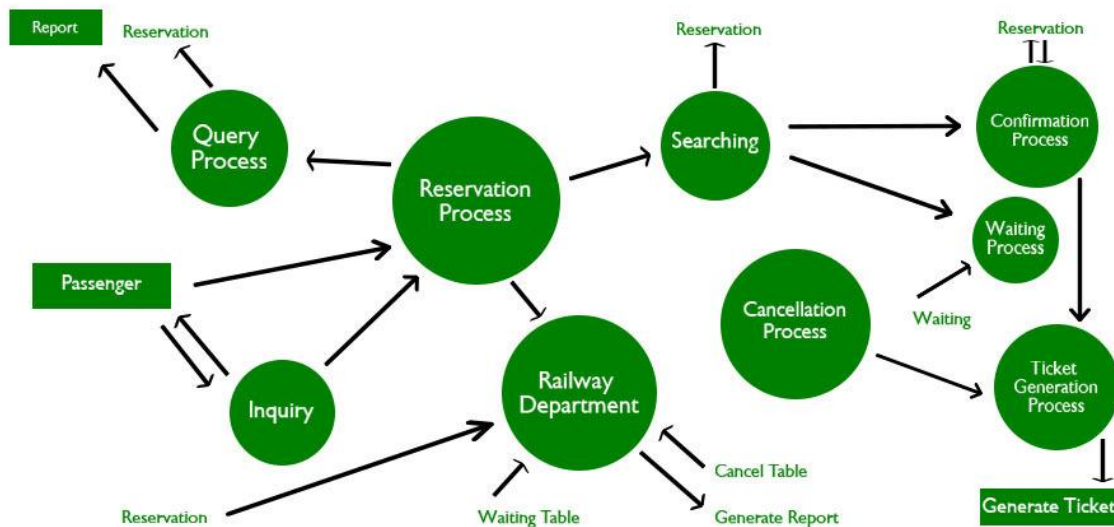 Report
Reservation
Reservation
Reservation
Query
Process
Searching
Confirmation
Process
Reservation
Process
Waiting
Process
Passenger
Cancellation
Process
Waiting
Inquiry
Railway
Department
Ticket
Generation
Process
Cancel Table
Reservation
Waiting Table
Generate Report
Generate Ticket